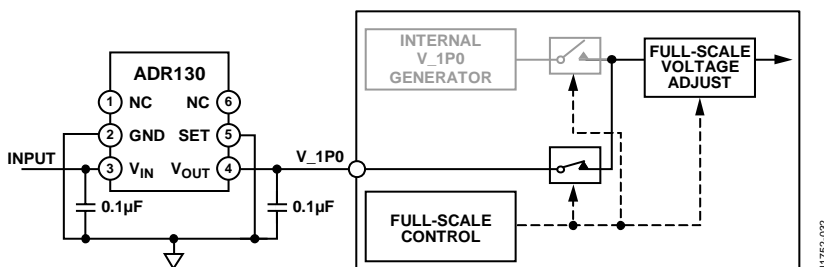 INTERNAL
V_1P0
GENERATOR
FULL-SCALE
VOLTAGE
ADJUST
ADR130
1 NC NC 6
2 GND SET 5
INPUT
3 VIN VOUT 4
V_1P0
0.1µF
0.1µF
FULL-SCALE
CONTROL